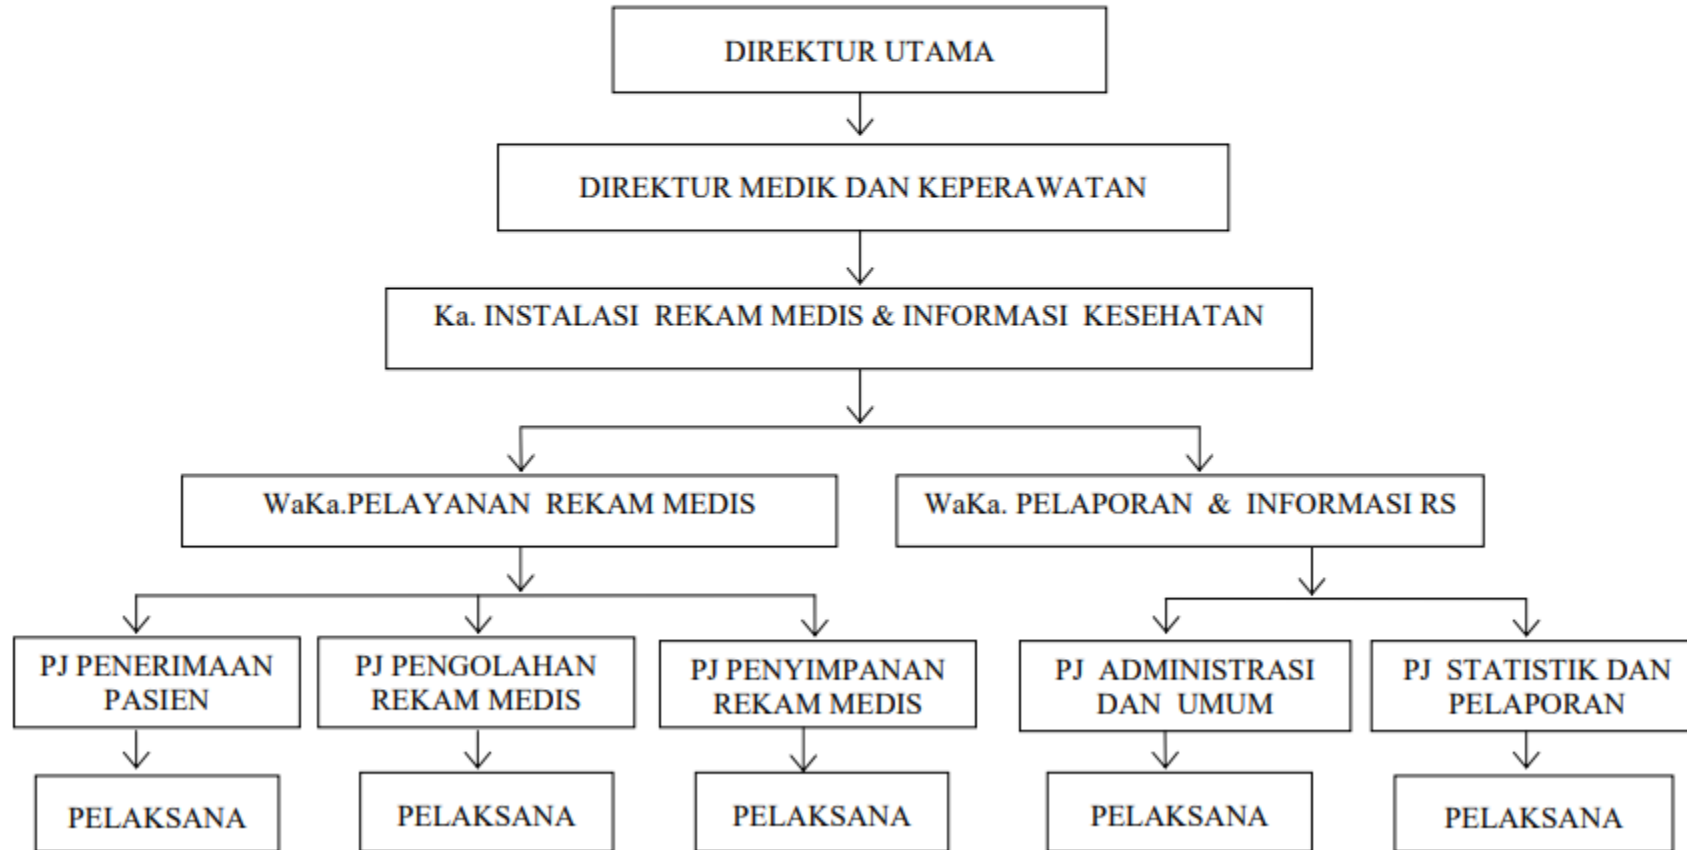 DIREKTUR UTAMA
DIREKTUR MEDIK DAN KEPERAWATAN
Ka. INSTALASI REKAM MEDIS & INFORMASI KESEHATAN
WaKa.PELAYANAN REKAM MEDIS
WaKa. PELAPORAN & INFORMASI RS
PJ PENERIMAAN
PASIEN
PJ PENGOLAHAN
REKAM MEDIS
PJ PENYIMPANAN
REKAM MEDIS
PJ ADMINISTRASI
DAN UMUM
PJ STATISTIK DAN
PELAPORAN
PELAKSANA
PELAKSANA
PELAKSANA
PELAKSANA
PELAKSANA